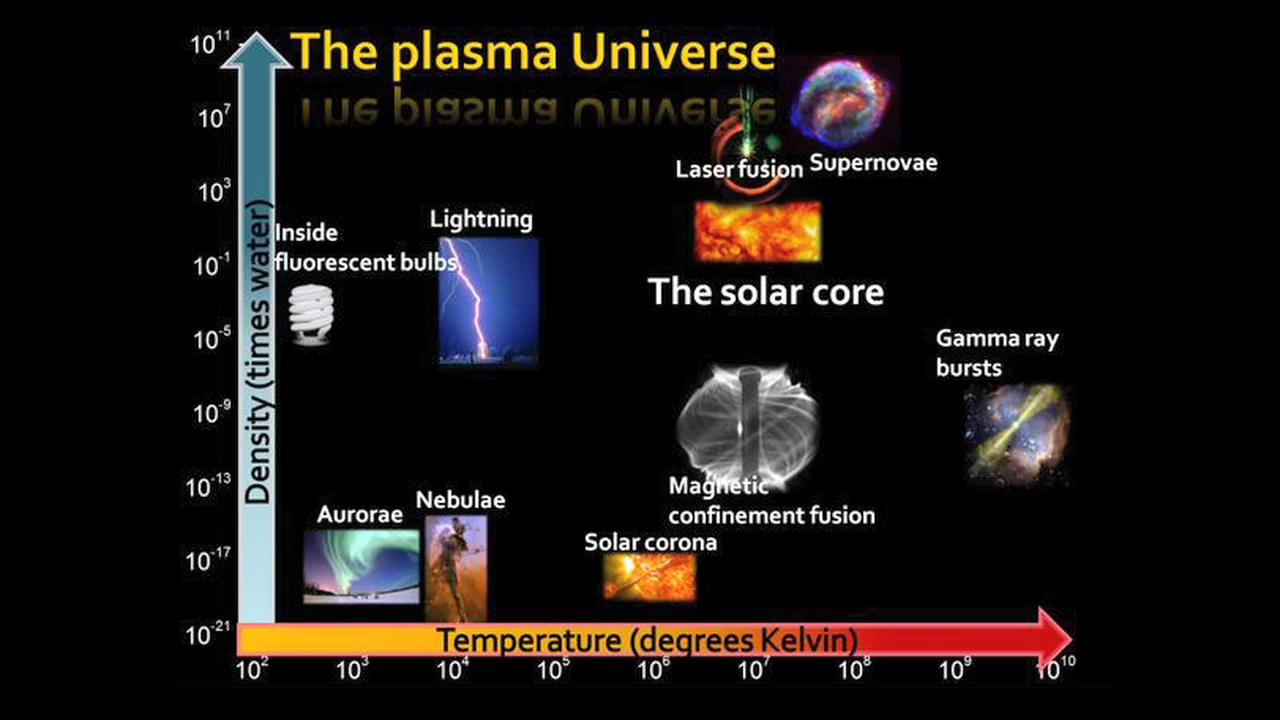 The plasma Universe
10¹¹
10⁷
10³
10⁻¹
10⁻⁵
10⁻⁹
10⁻¹³
10⁻¹⁷
10⁻²¹
Density (times water)
Laser fusion
Supernovae
Inside
fluorescent bulbs
Lightning
The solar core
Gamma ray
bursts
Magnetic
confinement fusion
Aurorae
Nebulae
Solar corona
Temperature (degrees Kelvin)
10² 10³ 10⁴ 10⁵ 10⁶ 10⁷ 10⁸ 10⁹ 10¹⁰